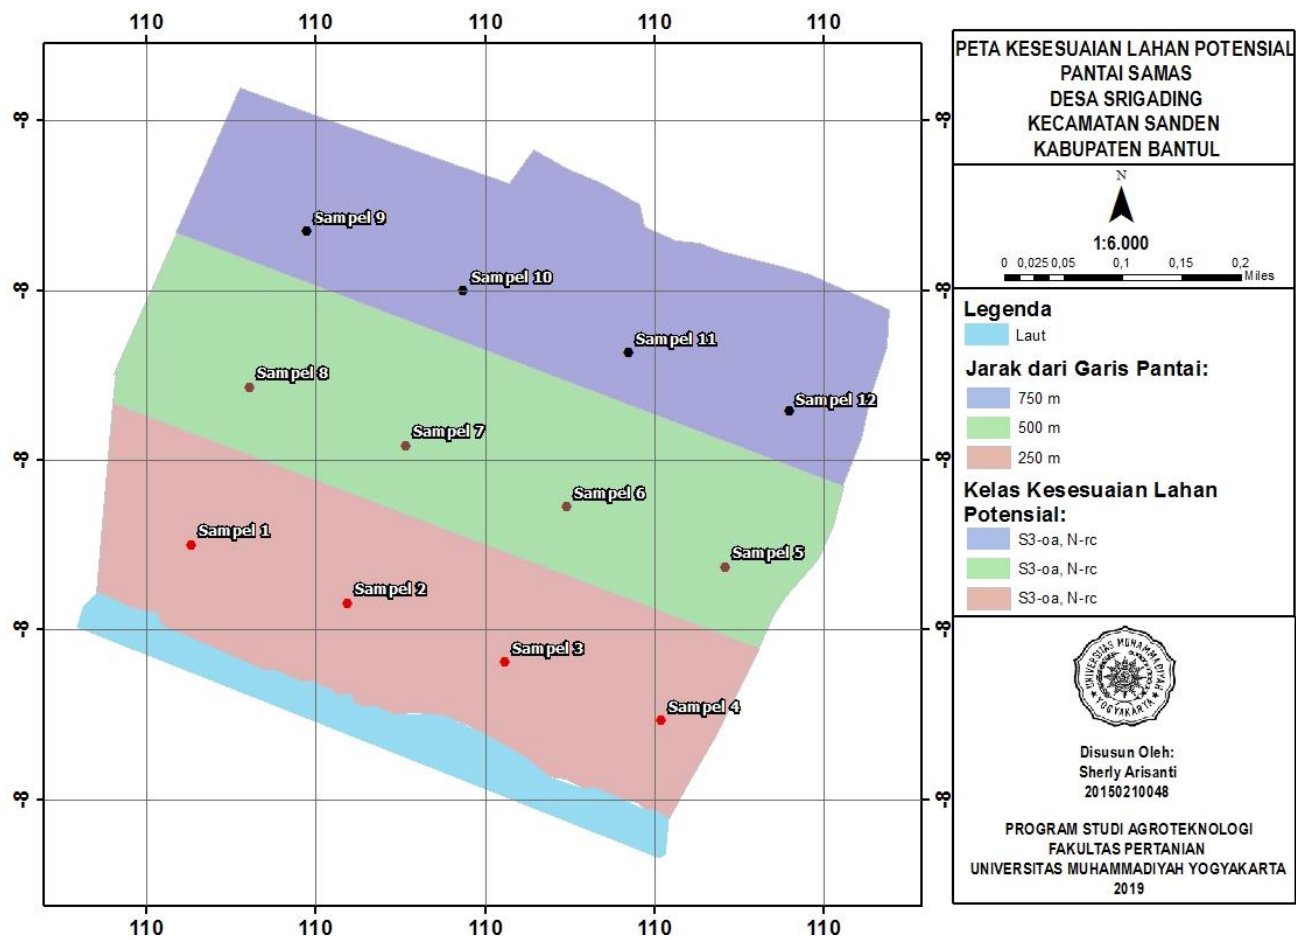 110 110 110 110 110
-8 -8
-8 -8
-8 -8
-8 -8
-8 -8
Sampel 9
Sampel 10
Sampel 11
Sampel 12
Sampel 8
Sampel 7
Sampel 6
Sampel 5
Sampel 1
Sampel 2
Sampel 3
Sampel 4
110 110 110 110 110
PETA KESESUAIAN LAHAN POTENSIAL
PANTAI SAMAS
DESA SRIGADING
KECAMATAN SANDEN
KABUPATEN BANTUL
N
1:6.000
0 0,025 0,05 0,1 0,15 0,2
Miles
Legenda
Laut
Jarak dari Garis Pantai:
750 m
500 m
250 m
Kelas Kesesuaian Lahan
Potensial:
S3-oa, N-rc
S3-oa, N-rc
S3-oa, N-rc
UNIVERSITAS MUHAMMADIYAH
YOGYAKARTA
Disusun Oleh:
Sherly Arisanti
20150210048
PROGRAM STUDI AGROTEKNOLOGI
FAKULTAS PERTANIAN
UNIVERSITAS MUHAMMADIYAH YOGYAKARTA
2019